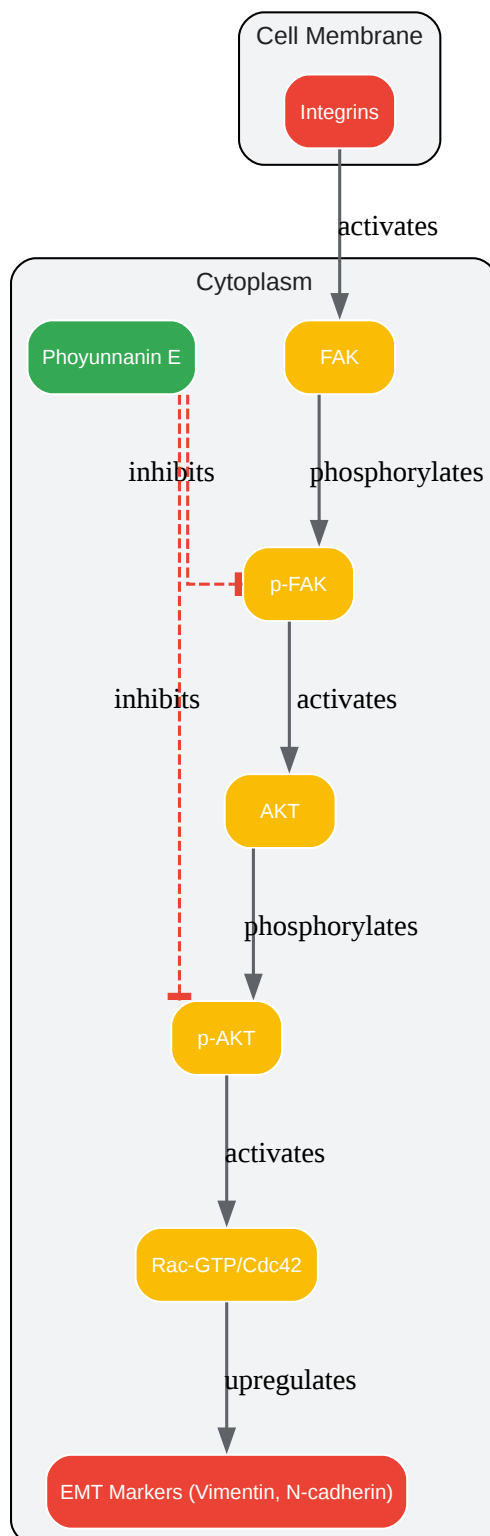 Cell Membrane
Integrins
activates
Cytoplasm
Phoyunnanin E
FAK
inhibits
phosphorylates
p-FAK
inhibits
activates
AKT
phosphorylates
p-AKT
activates
Rac-GTP/Cdc42
upregulates
EMT Markers (Vimentin, N-cadherin)